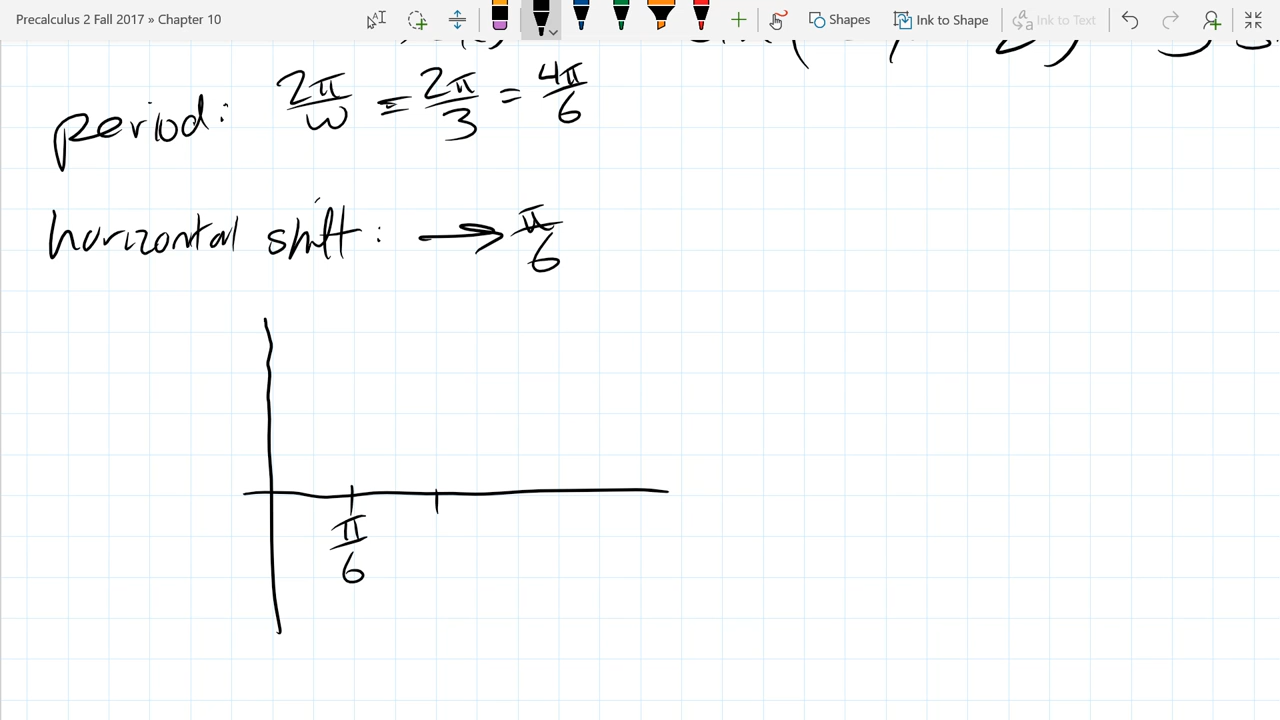 Precalculus 2 Fall 2017 » Chapter 10
Shapes
Ink to Shape
Ink to Text
period: 2π/ω = 2π/3 = 4π/6
horizontal shift: → π/6
π/6